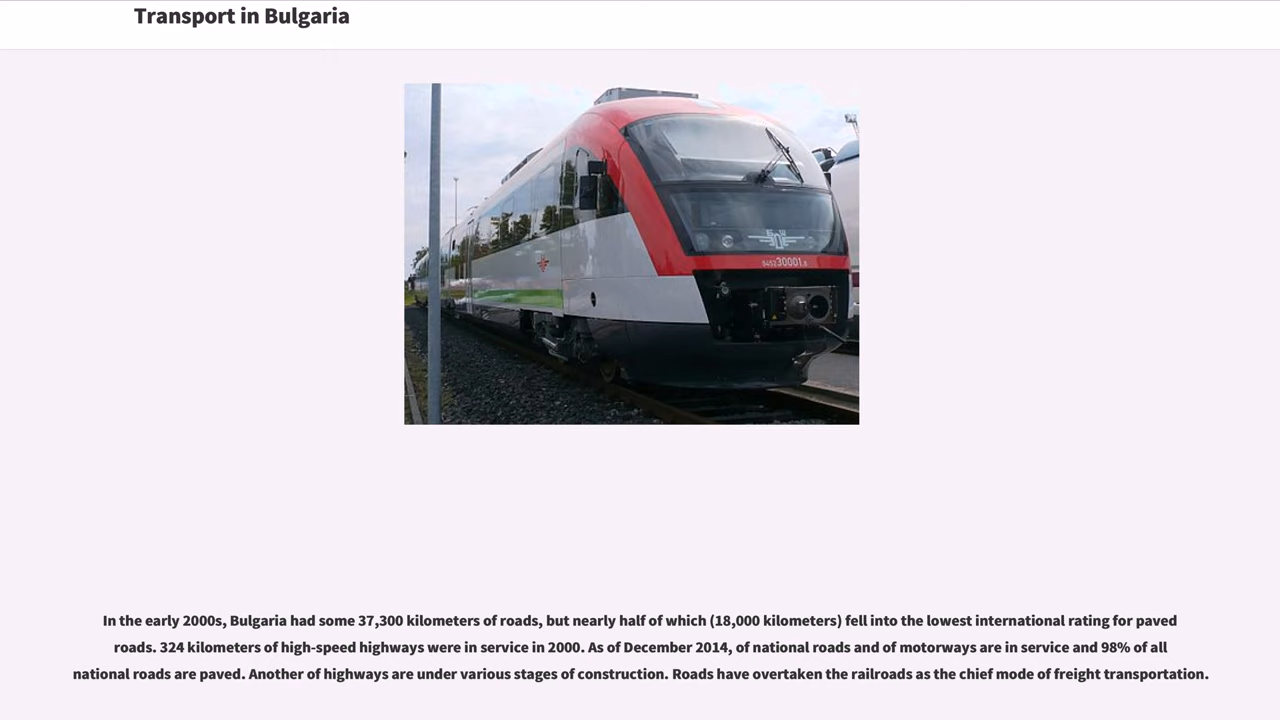 Transport in Bulgaria
30001
In the early 2000s, Bulgaria had some 37,300 kilometers of roads, but nearly half of which (18,000 kilometers) fell into the lowest international rating for paved
roads. 324 kilometers of high-speed highways were in service in 2000. As of December 2014, of national roads and of motorways are in service and 98% of all
national roads are paved. Another of highways are under various stages of construction. Roads have overtaken the railroads as the chief mode of freight transportation.